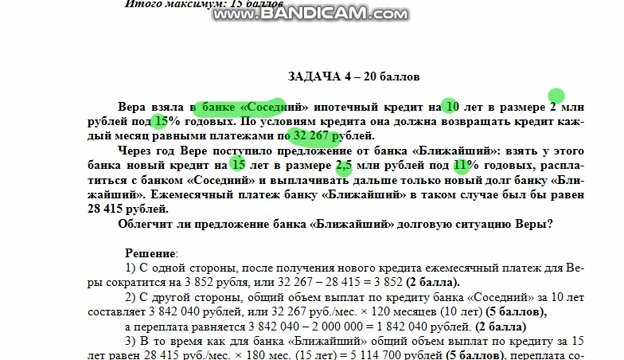 Итого максимум: 15 баллов
WWW.BANDICAM.COM
ЗАДАЧА 4 – 20 баллов
Вера взяла в банке «Соседний» ипотечный кредит на 10 лет в размере 2 млн
рублей под 15% годовых. По условиям кредита она должна возвращать кредит каж-
дый месяц равными платежами по 32 267 рублей.
Через год Вере поступило предложение от банка «Ближайший»: взять у этого
банка новый кредит на 15 лет в размере 2,5 млн рублей под 11% годовых, распла-
титься с банком «Соседний» и выплачивать дальше только новый долг банку «Бли-
жайший». Ежемесячный платеж банку «Ближайший» в таком случае был бы равен
28 415 рублей.
Облегчит ли предложение банка «Ближайший» долговую ситуацию Веры?
Решение:
1) С одной стороны, после получения нового кредита ежемесячный платеж для Ве-
ры сократится на 3 852 рубля, или 32 267 – 28 415 = 3 852 (2 балла).
2) С другой стороны, общий объем выплат по кредиту банка «Соседний» за 10 лет
составляет 3 842 040 рублей, или 32 267 руб./мес. × 120 месяцев (10 лет) (5 баллов),
а переплата равняется 3 842 040 – 2 000 000 = 1 842 040 рублей. (2 балла)
3) В то время как для банка «Ближайший» общий объем выплат по кредиту за 15
лет равен 28 415 руб./мес. × 180 мес. (15 лет) = 5 114 700 рублей (5 баллов), переплата со-